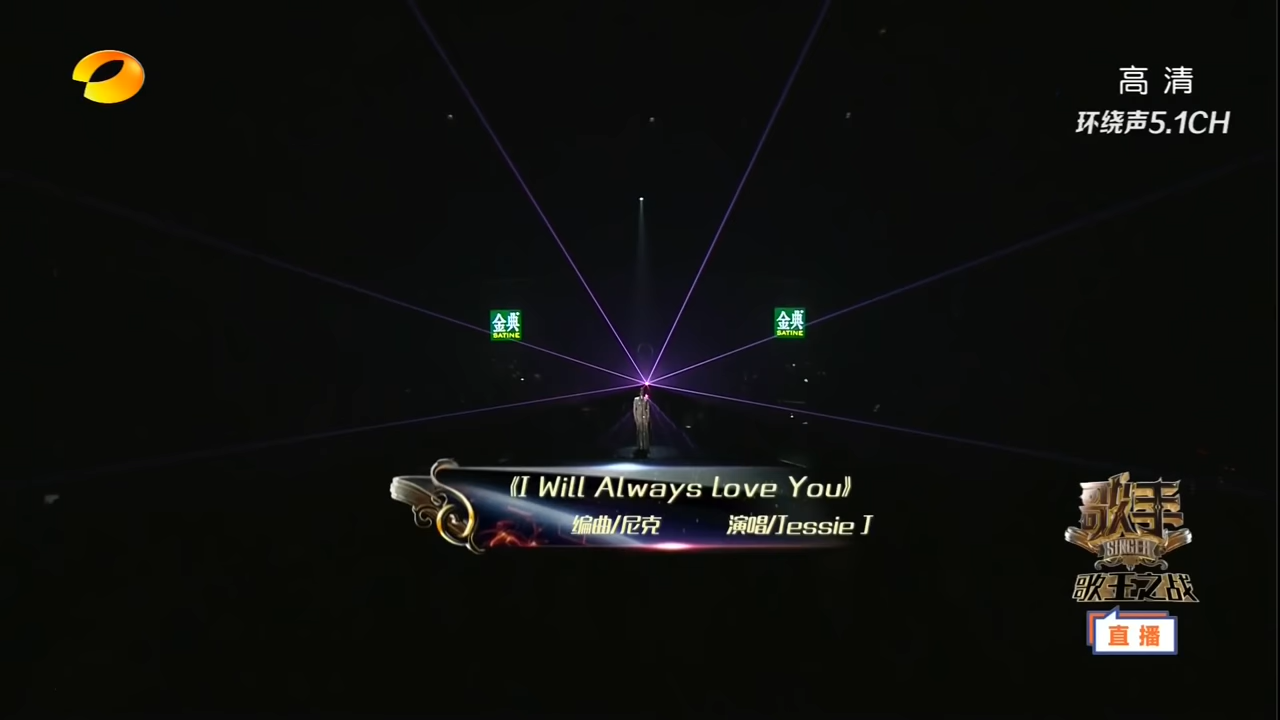 高清
环绕声5.1CH
金典
SATINE
金典
SATINE
《I Will Always Love You》
编曲/尼克 演唱/Jessie J
歌手
SINGER
歌王之战
直播